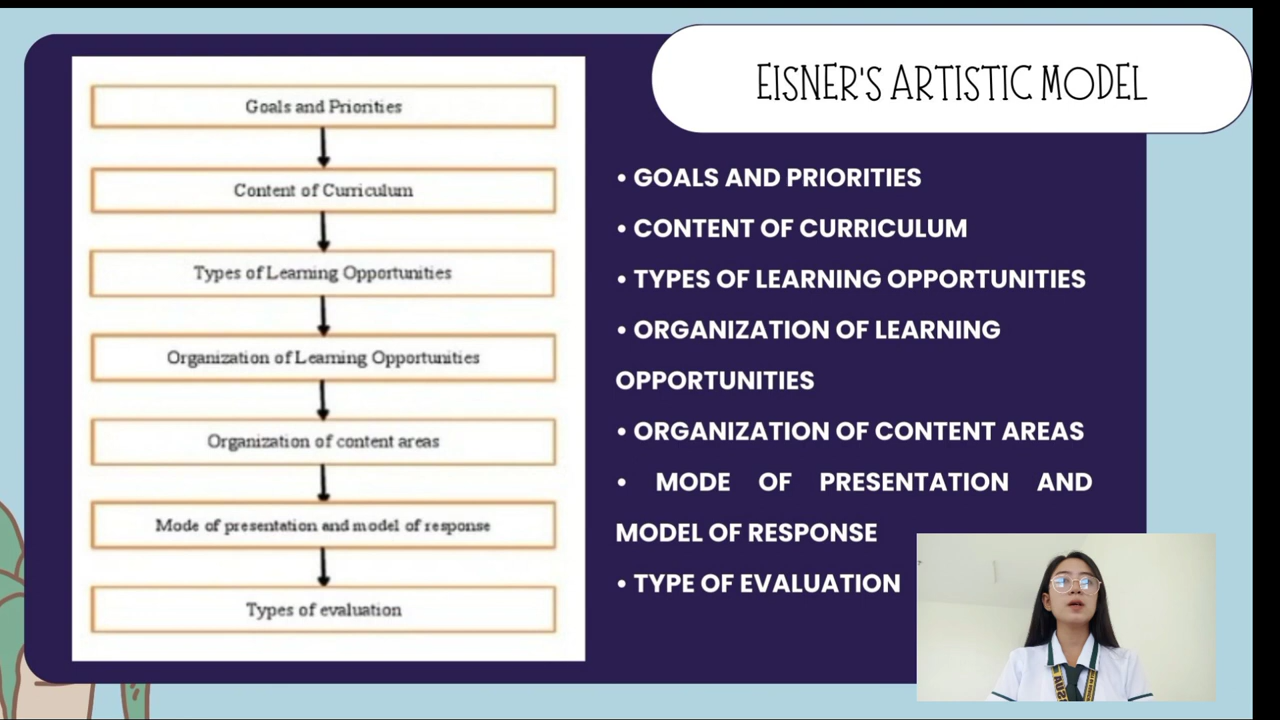 EISNER'S ARTISTIC MODEL
Goals and Priorities
Content of Curriculum
Types of Learning Opportunities
Organization of Learning Opportunities
Organization of content areas
Mode of presentation and model of response
Types of evaluation
• GOALS AND PRIORITIES
• CONTENT OF CURRICULUM
• TYPES OF LEARNING OPPORTUNITIES
• ORGANIZATION OF LEARNING
OPPORTUNITIES
• ORGANIZATION OF CONTENT AREAS
• MODE OF PRESENTATION AND
MODEL OF RESPONSE
• TYPE OF EVALUATION